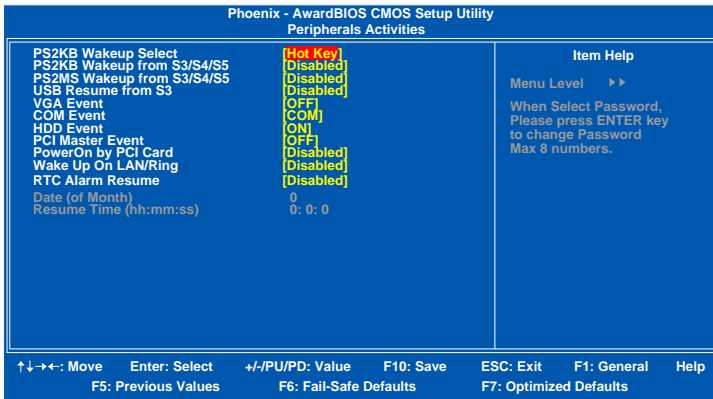 Phoenix - AwardBIOS CMOS Setup Utility
Peripherals Activities
PS2KB Wakeup Select [Hot Key]
PS2KB Wakeup from S3/S4/S5 [Disabled]
PS2MS Wakeup from S3/S4/S5 [Disabled]
USB Resume from S3 [Disabled]
VGA Event [OFF]
COM Event [COM]
HDD Event [ON]
PCI Master Event [OFF]
PowerOn by PCI Card [Disabled]
Wake Up On LAN/Ring [Disabled]
RTC Alarm Resume [Disabled]
Date (of Month) 0
Resume Time (hh:mm:ss) 0: 0: 0
Item Help
Menu Level ▶▶
When Select Password,
Please press ENTER key
to change Password
Max 8 numbers.
↑↓→←: Move Enter: Select +/-/PU/PD: Value F10: Save ESC: Exit F1: General Help
F5: Previous Values F6: Fail-Safe Defaults F7: Optimized Defaults